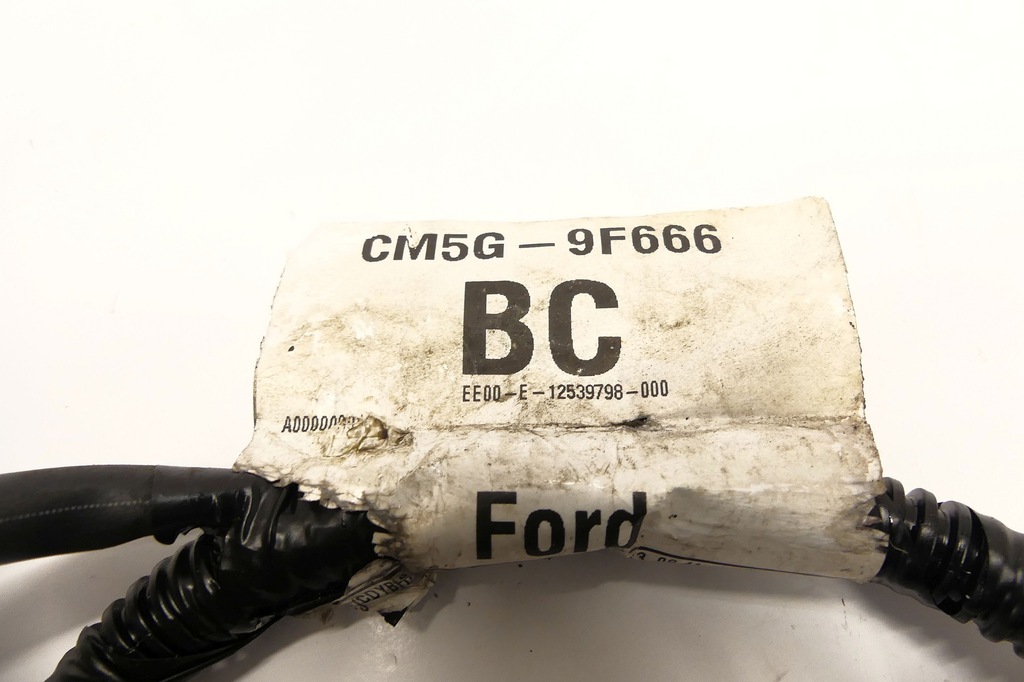 CM5G - 9F666
BC
EE00-E-12539798-000
Ford